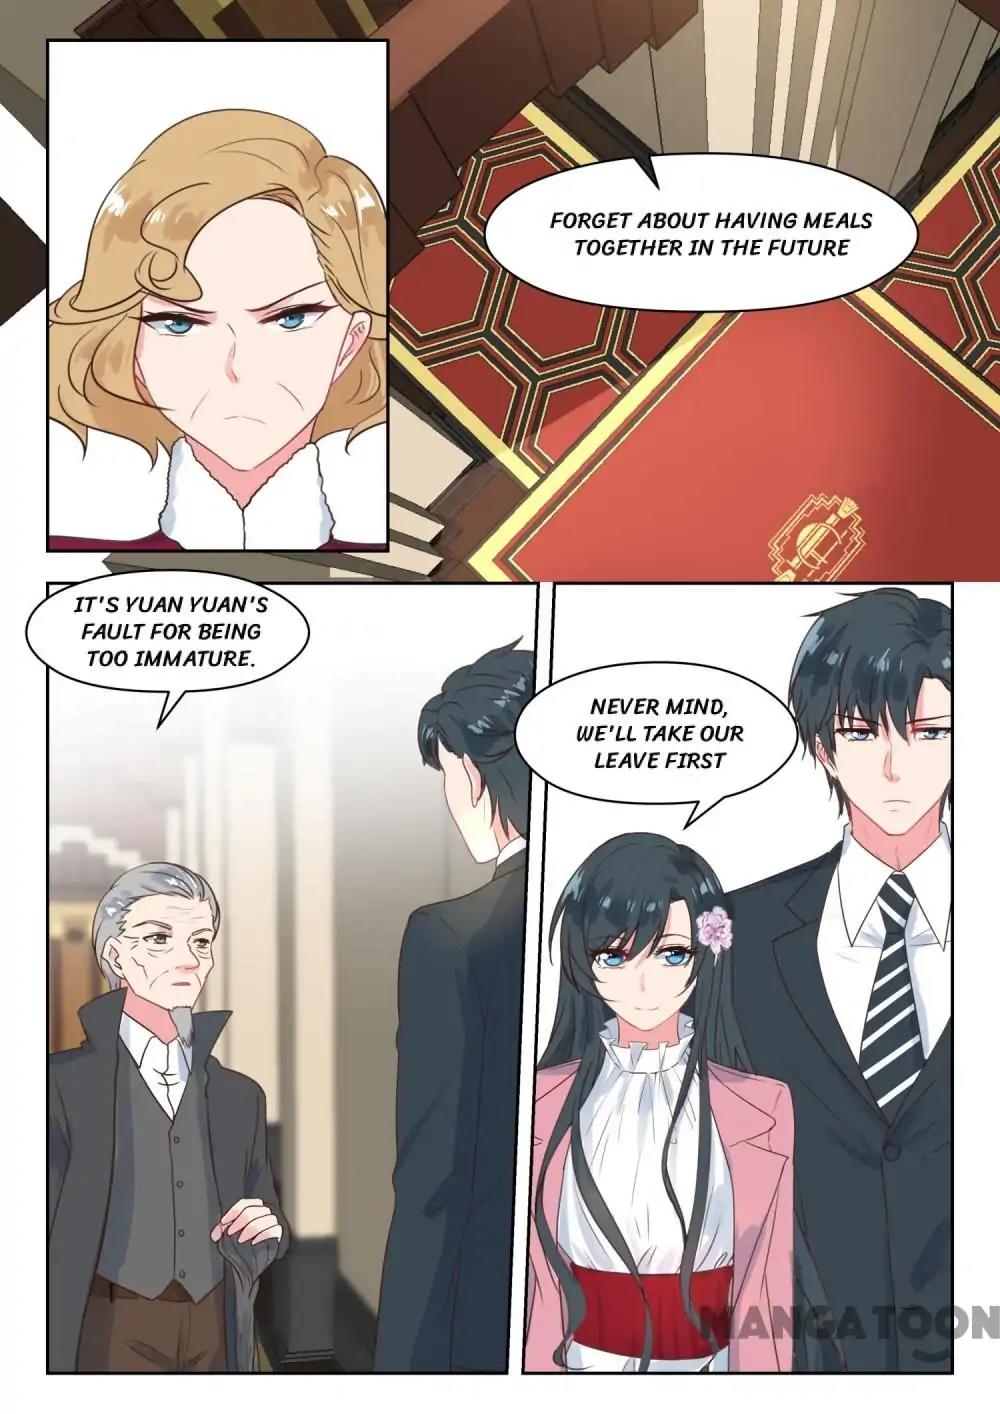 FORGET ABOUT HAVING MEALS
TOGETHER IN THE FUTURE
IT'S YUAN YUAN'S
FAULT FOR BEING
TOO IMMATURE.
NEVER MIND,
WE'LL TAKE OUR
LEAVE FIRST
MANGATOON